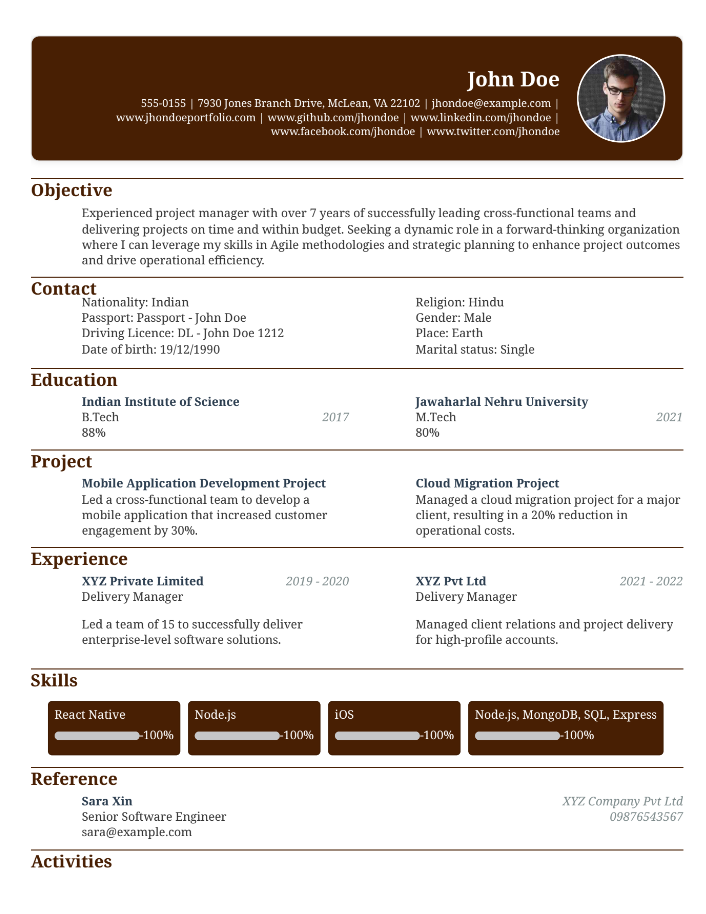 John Doe
555-0155 | 7930 Jones Branch Drive, McLean, VA 22102 | jhondoe@example.com |
www.jhondoeportfolio.com | www.github.com/jhondoe | www.linkedin.com/jhondoe |
www.facebook.com/jhondoe | www.twitter.com/jhondoe
Objective
Experienced project manager with over 7 years of successfully leading cross-functional teams and
delivering projects on time and within budget. Seeking a dynamic role in a forward-thinking organization
where I can leverage my skills in Agile methodologies and strategic planning to enhance project outcomes
and drive operational efficiency.
Contact
Nationality: Indian
Passport: Passport - John Doe
Driving Licence: DL - John Doe 1212
Date of birth: 19/12/1990
Religion: Hindu
Gender: Male
Place: Earth
Marital status: Single
Education
Indian Institute of Science
B.Tech 2017
88%
Jawaharlal Nehru University
M.Tech 2021
80%
Project
Mobile Application Development Project
Led a cross-functional team to develop a
mobile application that increased customer
engagement by 30%.
Cloud Migration Project
Managed a cloud migration project for a major
client, resulting in a 20% reduction in
operational costs.
Experience
XYZ Private Limited 2019 - 2020
Delivery Manager
Led a team of 15 to successfully deliver
enterprise-level software solutions.
XYZ Pvt Ltd 2021 - 2022
Delivery Manager
Managed client relations and project delivery
for high-profile accounts.
Skills
React Native
-100%
Node.js
-100%
iOS
-100%
Node.js, MongoDB, SQL, Express
-100%
Reference
Sara Xin XYZ Company Pvt Ltd
Senior Software Engineer 09876543567
sara@example.com
Activities